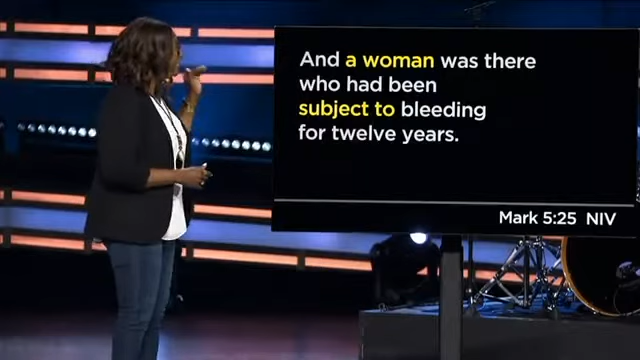 And a woman was there
who had been
subject to bleeding
for twelve years.
Mark 5:25 NIV